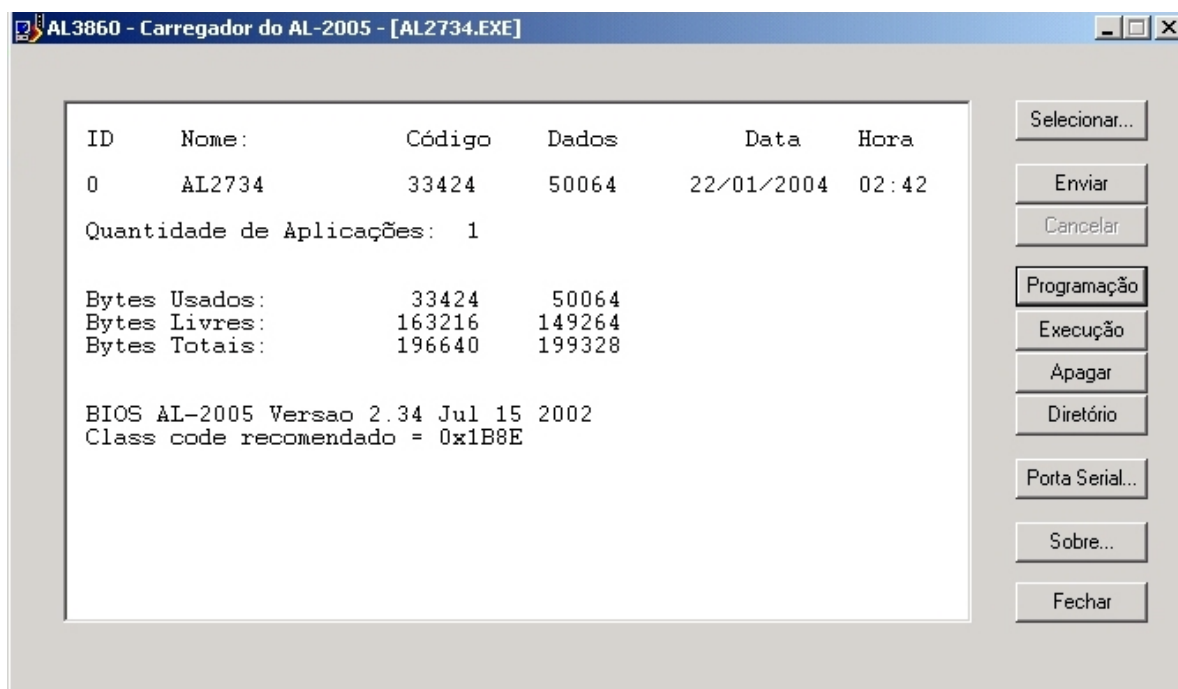 AL3860 - Carregador do AL-2005 - [AL2734.EXE]
ID Nome: Código Dados Data Hora
0 AL2734 33424 50064 22/01/2004 02:42
Quantidade de Aplicações: 1
Bytes Usados: 33424 50064
Bytes Livres: 163216 149264
Bytes Totais: 196640 199328
BIOS AL-2005 Versao 2.34 Jul 15 2002
Class code recomendado = 0x1B8E
Selecionar...
Enviar
Cancelar
Programação
Execução
Apagar
Diretório
Porta Serial...
Sobre...
Fechar